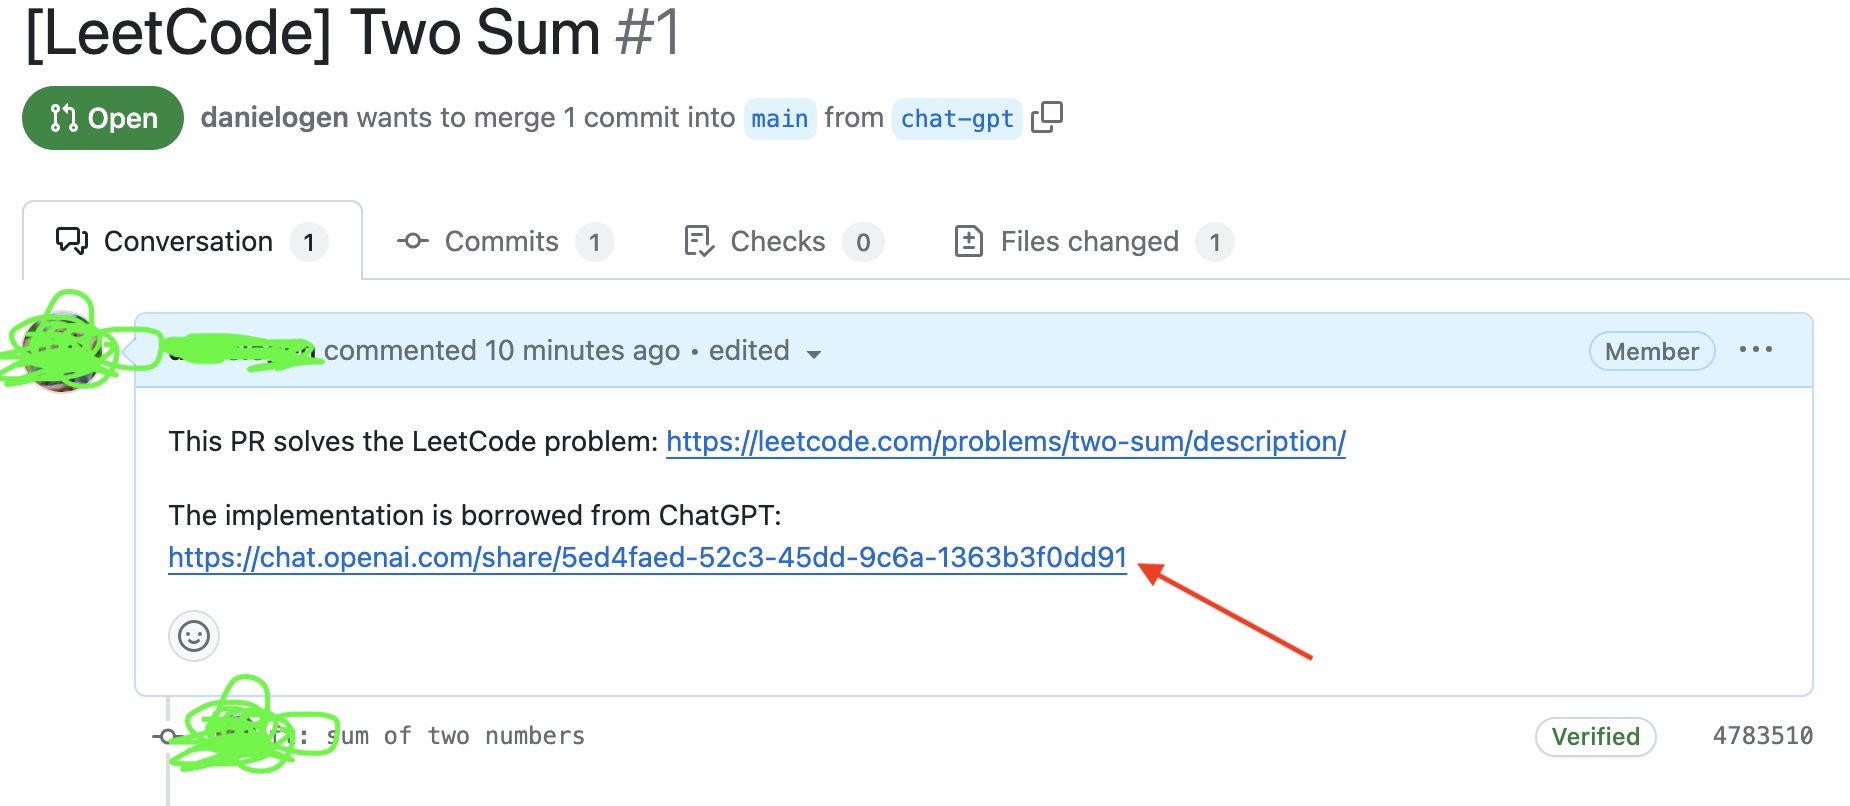 [LeetCode] Two Sum #1
Open danielogen wants to merge 1 commit into main from chat-gpt
Conversation 1 Commits 1 Checks 0 Files changed 1
commented 10 minutes ago • edited Member
This PR solves the LeetCode problem: https://leetcode.com/problems/two-sum/description/
The implementation is borrowed from ChatGPT:
https://chat.openai.com/share/5ed4faed-52c3-45dd-9c6a-1363b3f0dd91
sum of two numbers Verified 4783510